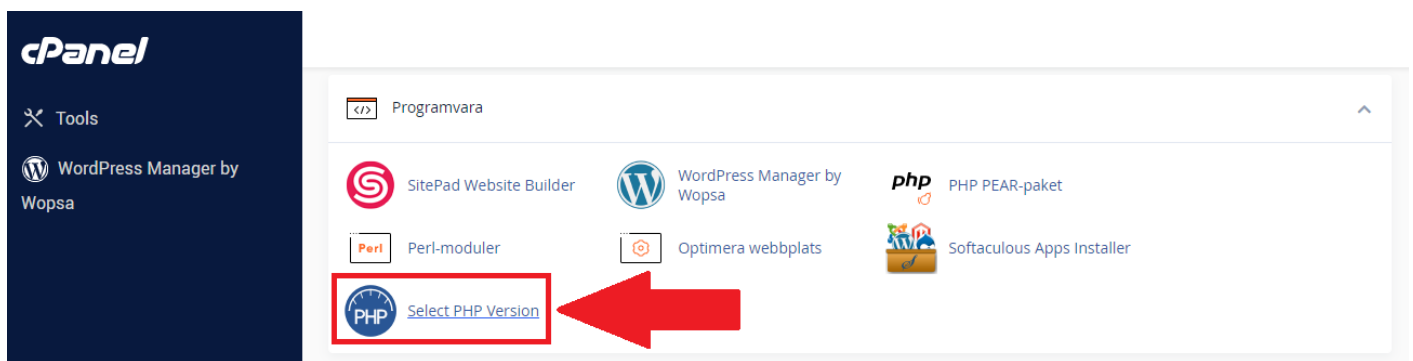 cPanel
Tools
WordPress Manager by
Wopsa
</> Programvara
SitePad Website Builder
WordPress Manager by
Wopsa
php PHP PEAR-paket
Perl Perl-moduler
Optimera webbplats
Softaculous Apps Installer
PHP Select PHP Version